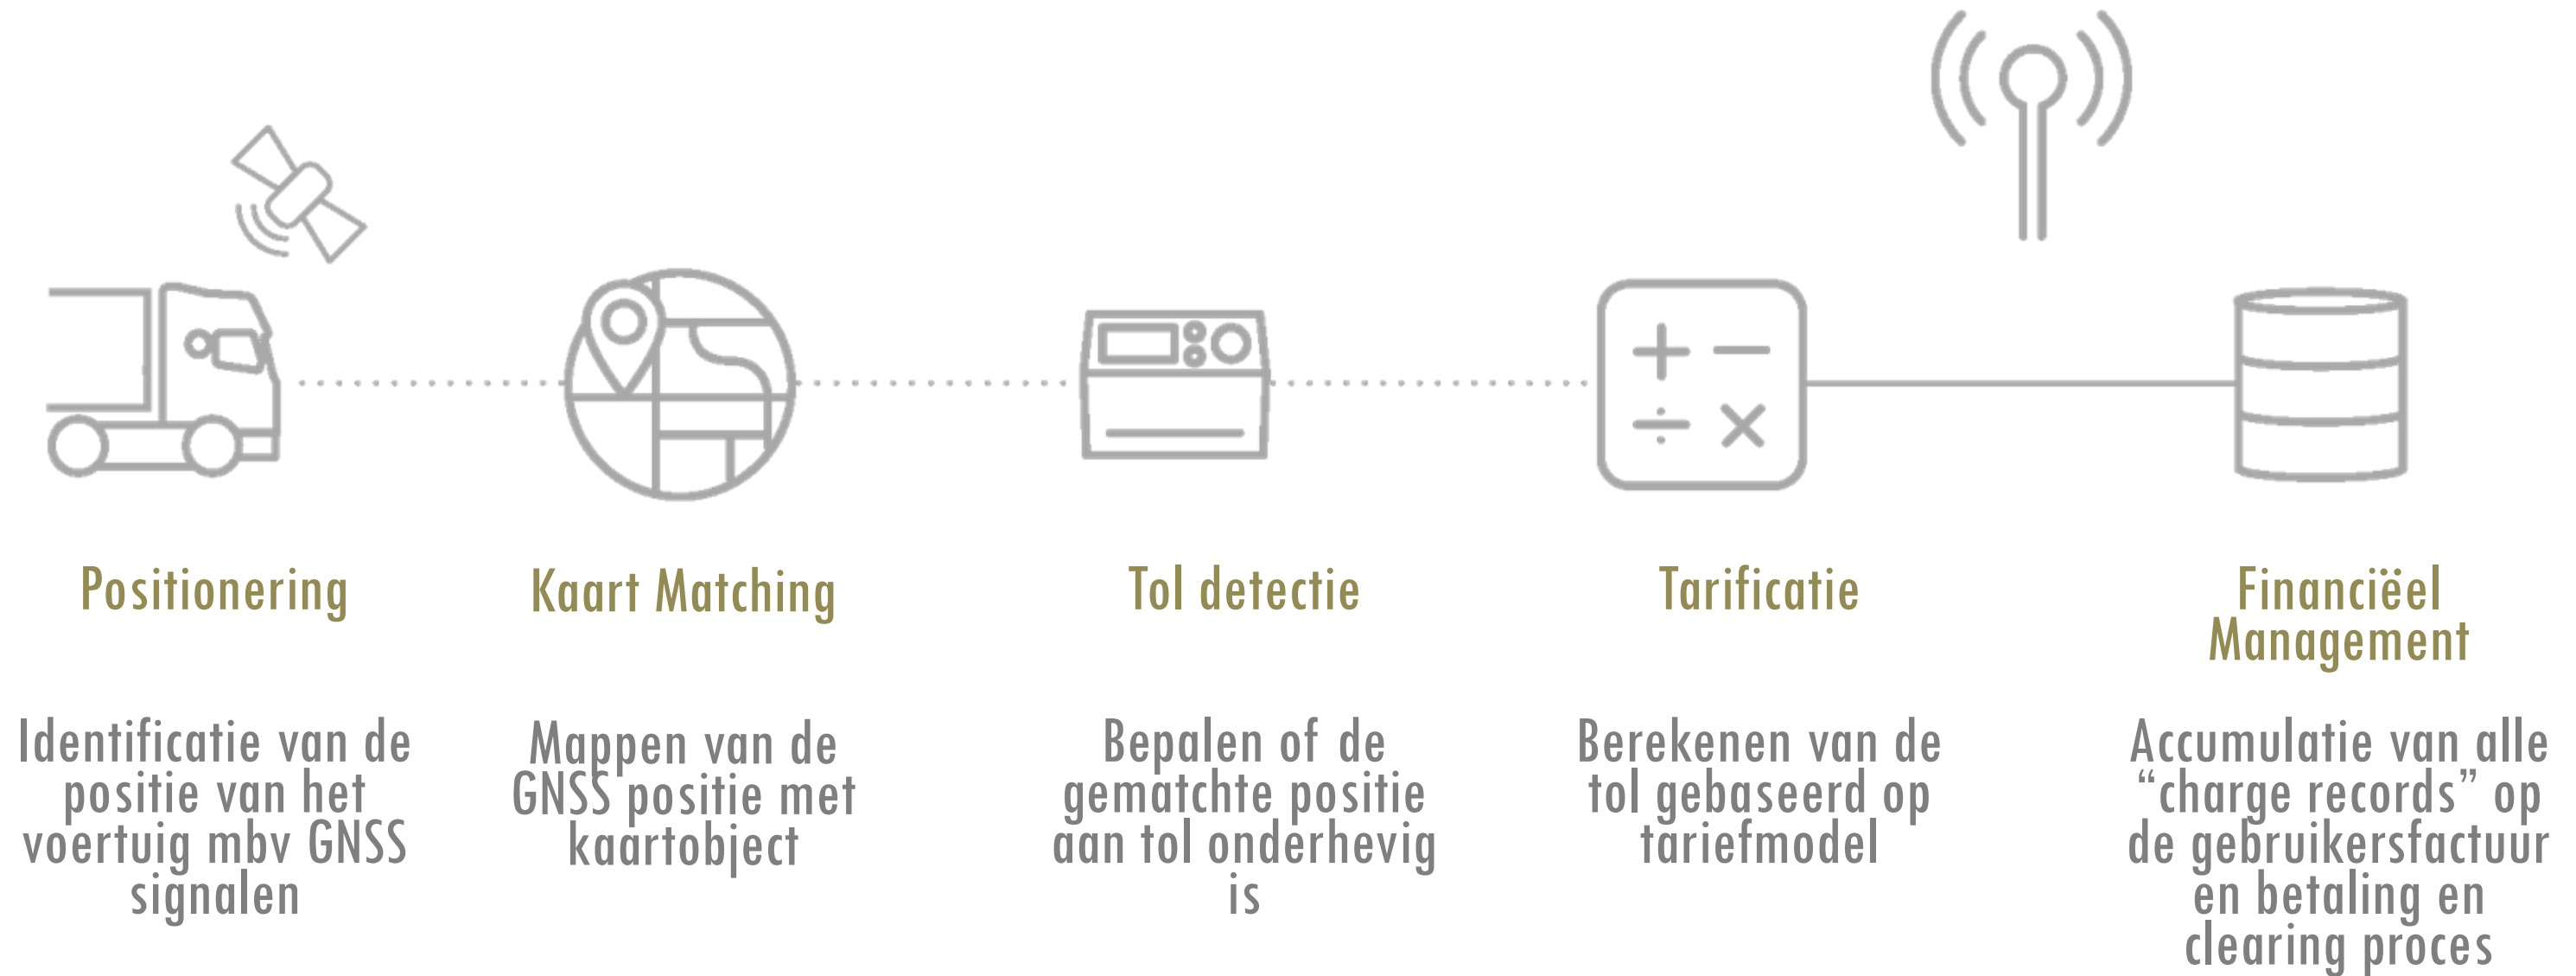 Positionering
Kaart Matching
Tol detectie
Tarificatie
Financiëel
Management
Identificatie van de
positie van het
voertuig mbv GNSS
signalen
Mappen van de
GNSS positie met
kaartobject
Bepalen of de
gematchte positie
aan tol onderhevig
is
Berekenen van de
tol gebaseerd op
tariefmodel
Accumulatie van alle
“charge records” op
de gebruikersfactuur
en betaling en
clearing proces